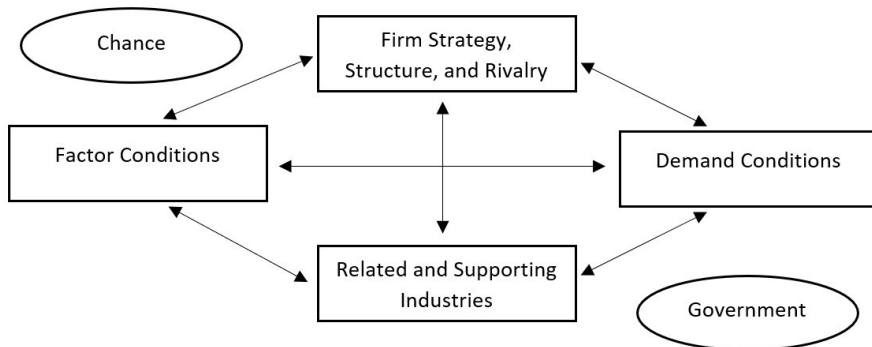 Chance
Firm Strategy,
Structure, and Rivalry
Factor Conditions
Demand Conditions
Related and Supporting
Industries
Government